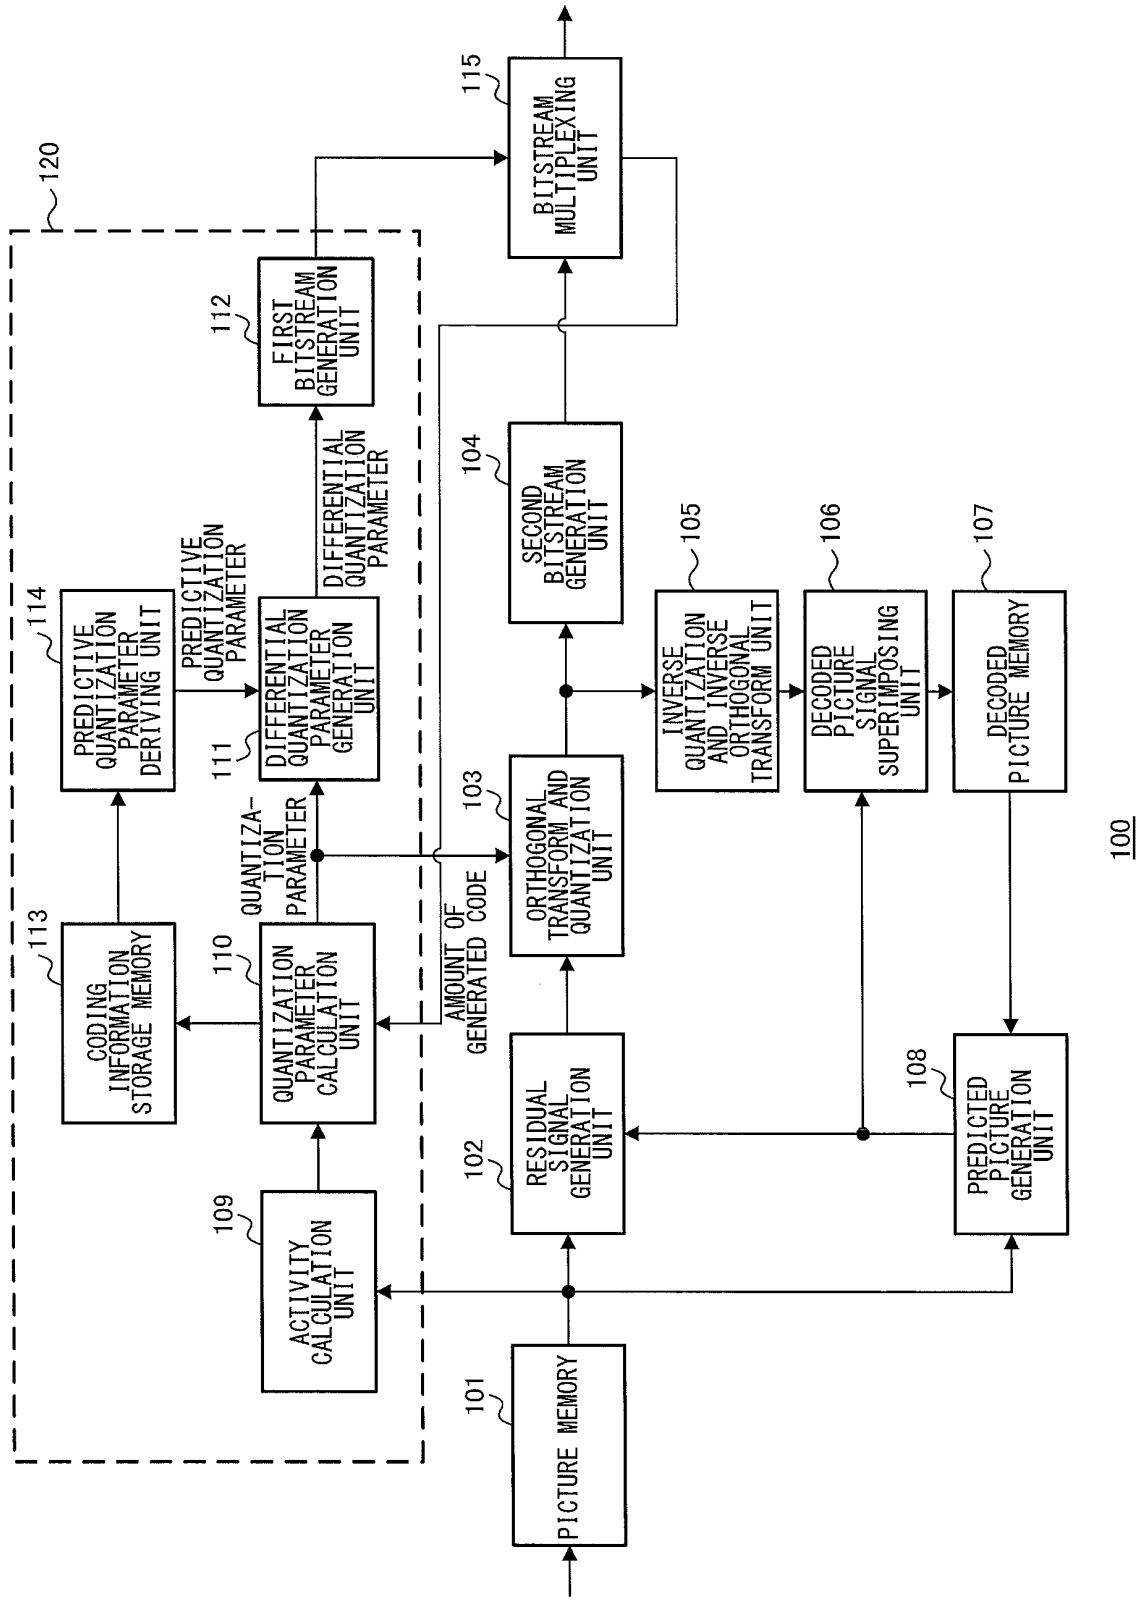 120
113
CODING
INFORMATION
STORAGE MEMORY
114
PREDICTIVE
QUANTIZATION
PARAMETER
DERIVING UNIT
PREDICTIVE
QUANTIZATION
PARAMETER
109
ACTIVITY
CALCULATION
UNIT
110
QUANTIZATION
PARAMETER
CALCULATION
UNIT
QUANTIZA-
TION
PARAMETER
111
DIFFERENTIAL
QUANTIZATION
PARAMETER
GENERATION
UNIT
DIFFERENTIAL
QUANTIZATION
PARAMETER
112
FIRST
BITSTREAM
GENERATION
UNIT
AMOUNT OF
GENERATED CODE
101
PICTURE MEMORY
102
RESIDUAL
SIGNAL
GENERATION
UNIT
103
ORTHOGONAL
TRANSFORM AND
QUANTIZATION
UNIT
104
SECOND
BITSTREAM
GENERATION
UNIT
115
BITSTREAM
MULTIPLEXING
UNIT
105
INVERSE
QUANTIZATION
AND INVERSE
ORTHOGONAL
TRANSFORM UNIT
106
DECODED
PICTURE
SIGNAL
SUPERIMPOSING
UNIT
107
DECODED
PICTURE MEMORY
108
PREDICTED
PICTURE
GENERATION
UNIT
100